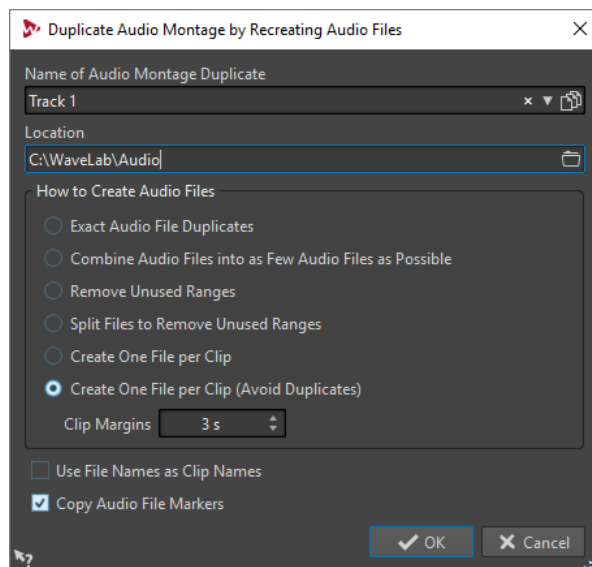 Duplicate Audio Montage by Recreating Audio Files
Name of Audio Montage Duplicate
Track 1
Location
C:\WaveLab\Audio
How to Create Audio Files
Exact Audio File Duplicates
Combine Audio Files into as Few Audio Files as Possible
Remove Unused Ranges
Split Files to Remove Unused Ranges
Create One File per Clip
Create One File per Clip (Avoid Duplicates)
Clip Margins 3 s
Use File Names as Clip Names
Copy Audio File Markers
OK Cancel